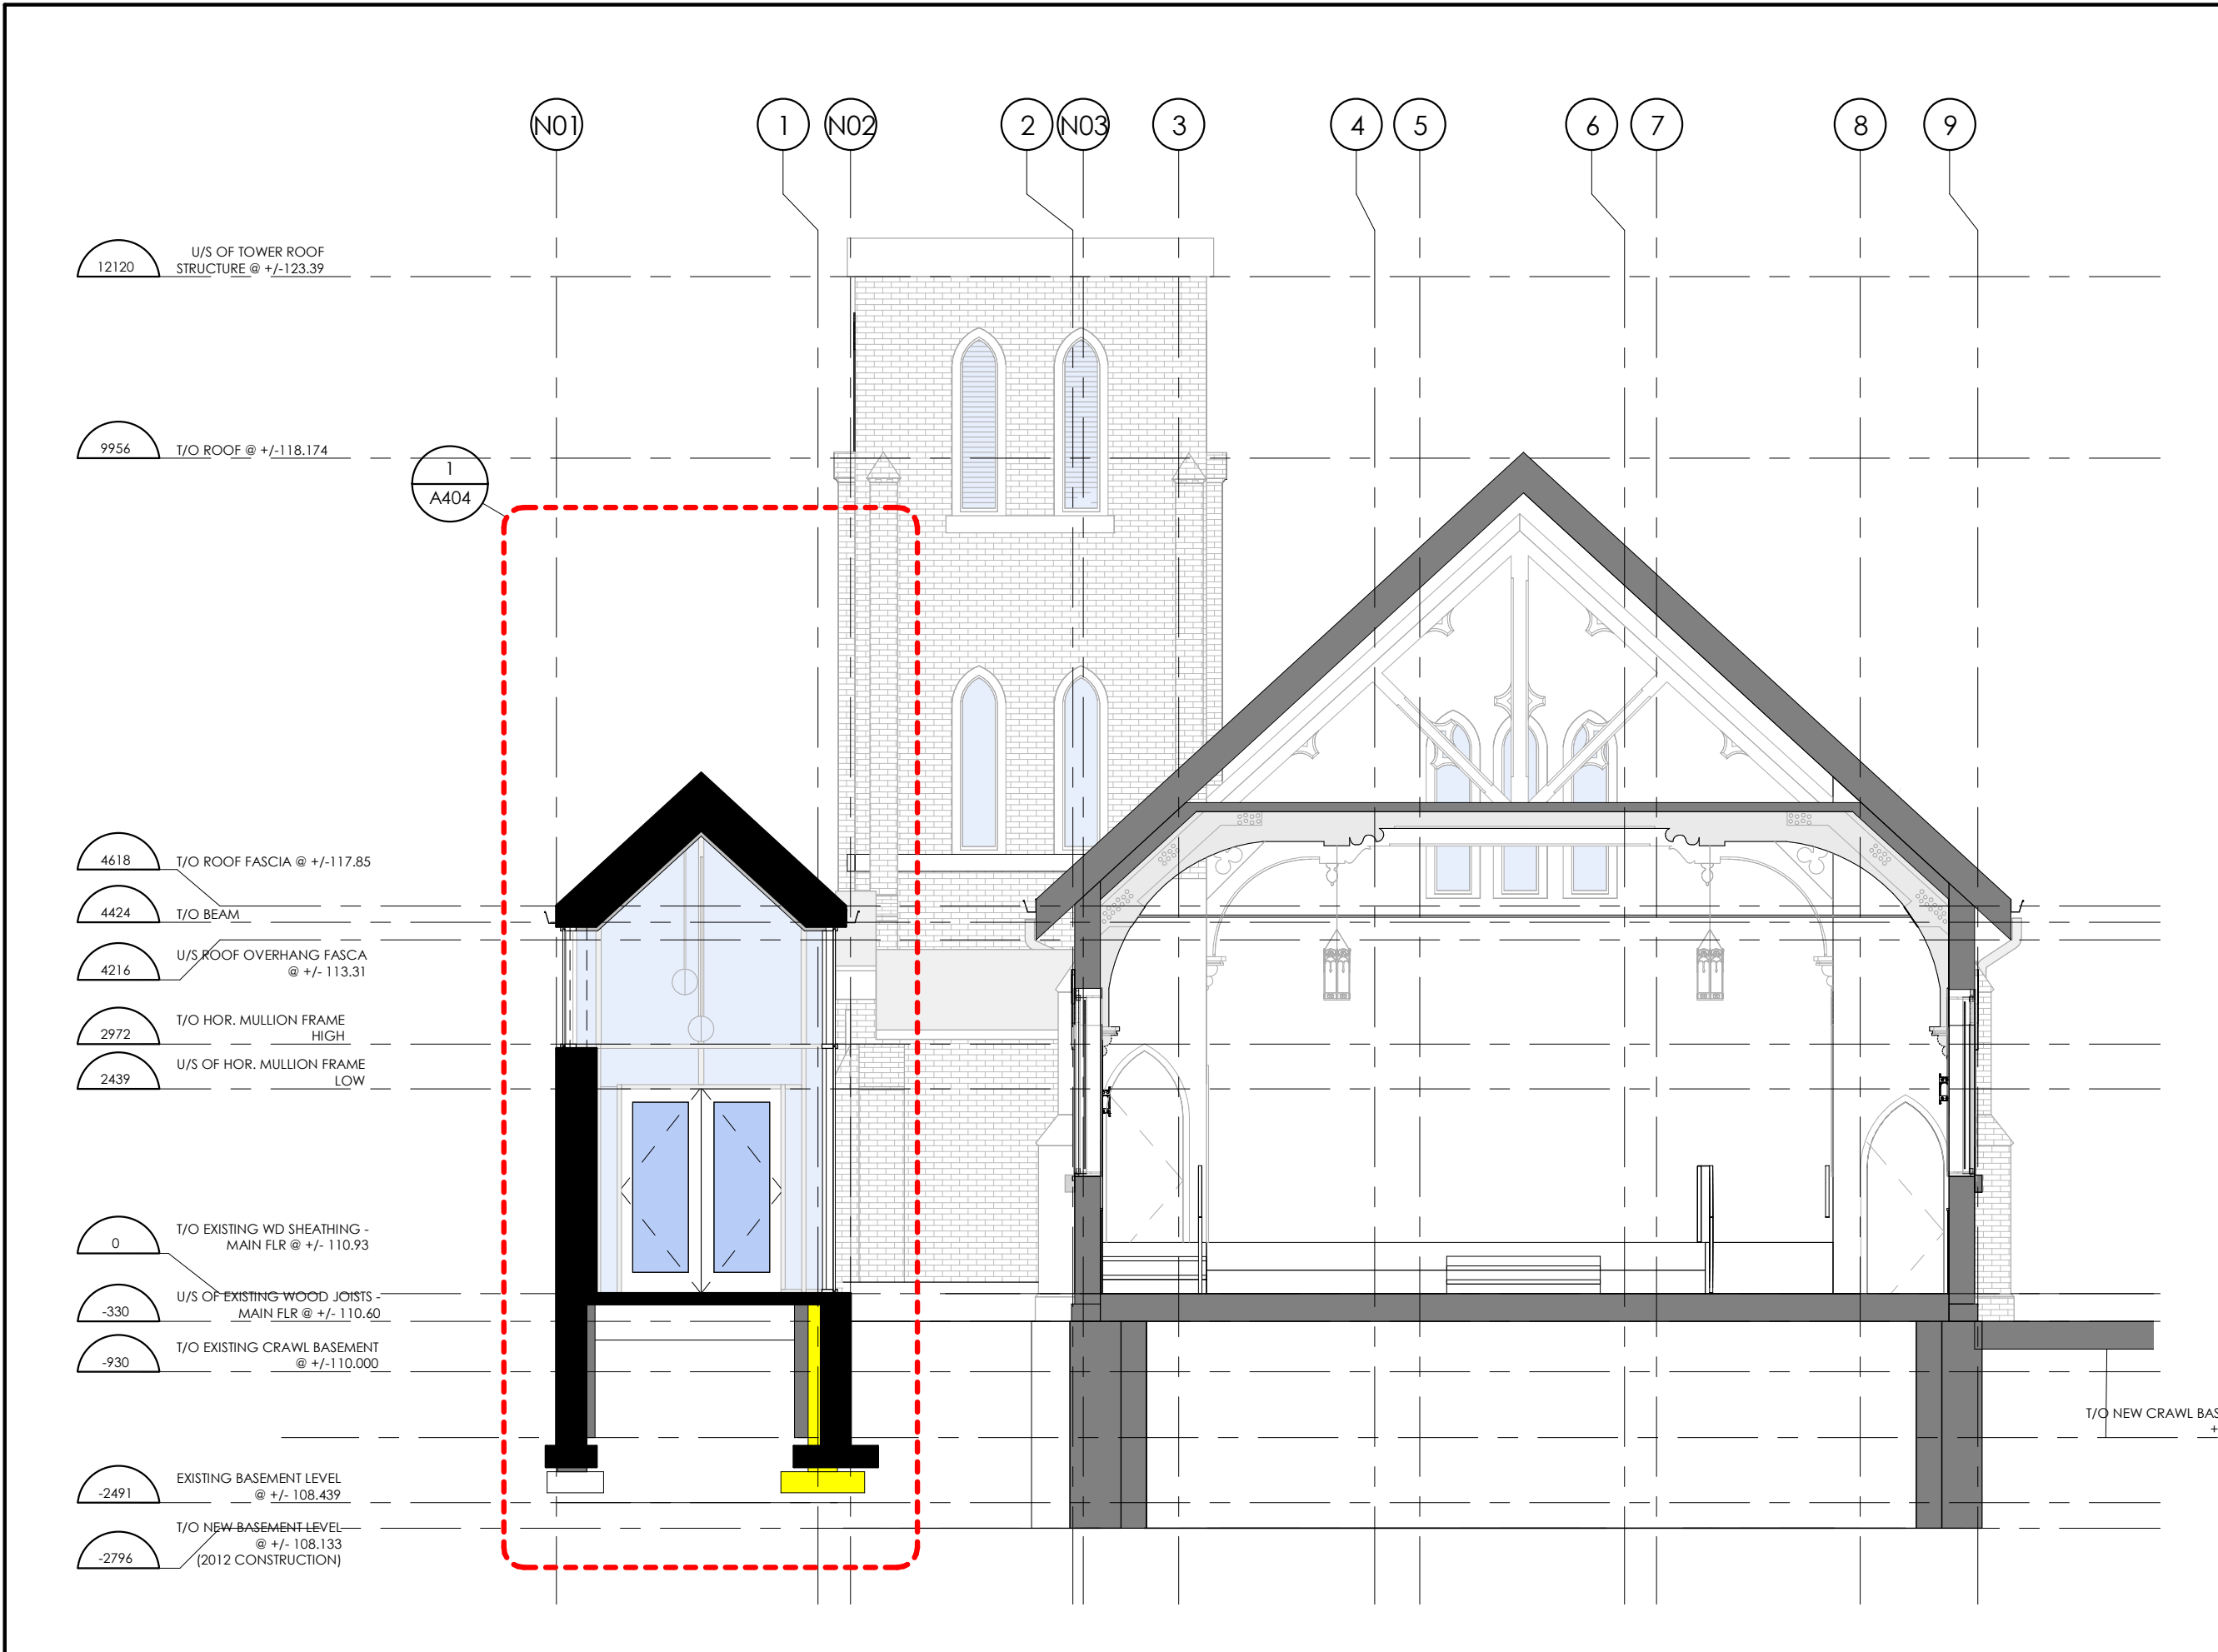 N01
1
N02
2
N03
3
4
5
6
7
8
9
12120
U/S OF TOWER ROOF
STRUCTURE @ +/-123.39
9956
T/O ROOF @ +/-118.174
1
A404
4618
T/O ROOF FASCIA @ +/-117.85
4424
T/O BEAM
4216
U/S ROOF OVERHANG FASCA
@ +/- 113.31
2972
T/O HOR. MULLION FRAME
HIGH
2439
U/S OF HOR. MULLION FRAME
LOW
0
T/O EXISTING WD SHEATHING -
MAIN FLR @ +/- 110.93
-330
U/S OF EXISTING WOOD JOISTS -
MAIN FLR @ +/- 110.60
-930
T/O EXISTING CRAWL BASEMENT
@ +/-110.000
T/O NEW CRAWL BAS
+
-2491
EXISTING BASEMENT LEVEL
@ +/- 108.439
-2796
T/O NEW BASEMENT LEVEL
@ +/- 108.133
(2012 CONSTRUCTION)